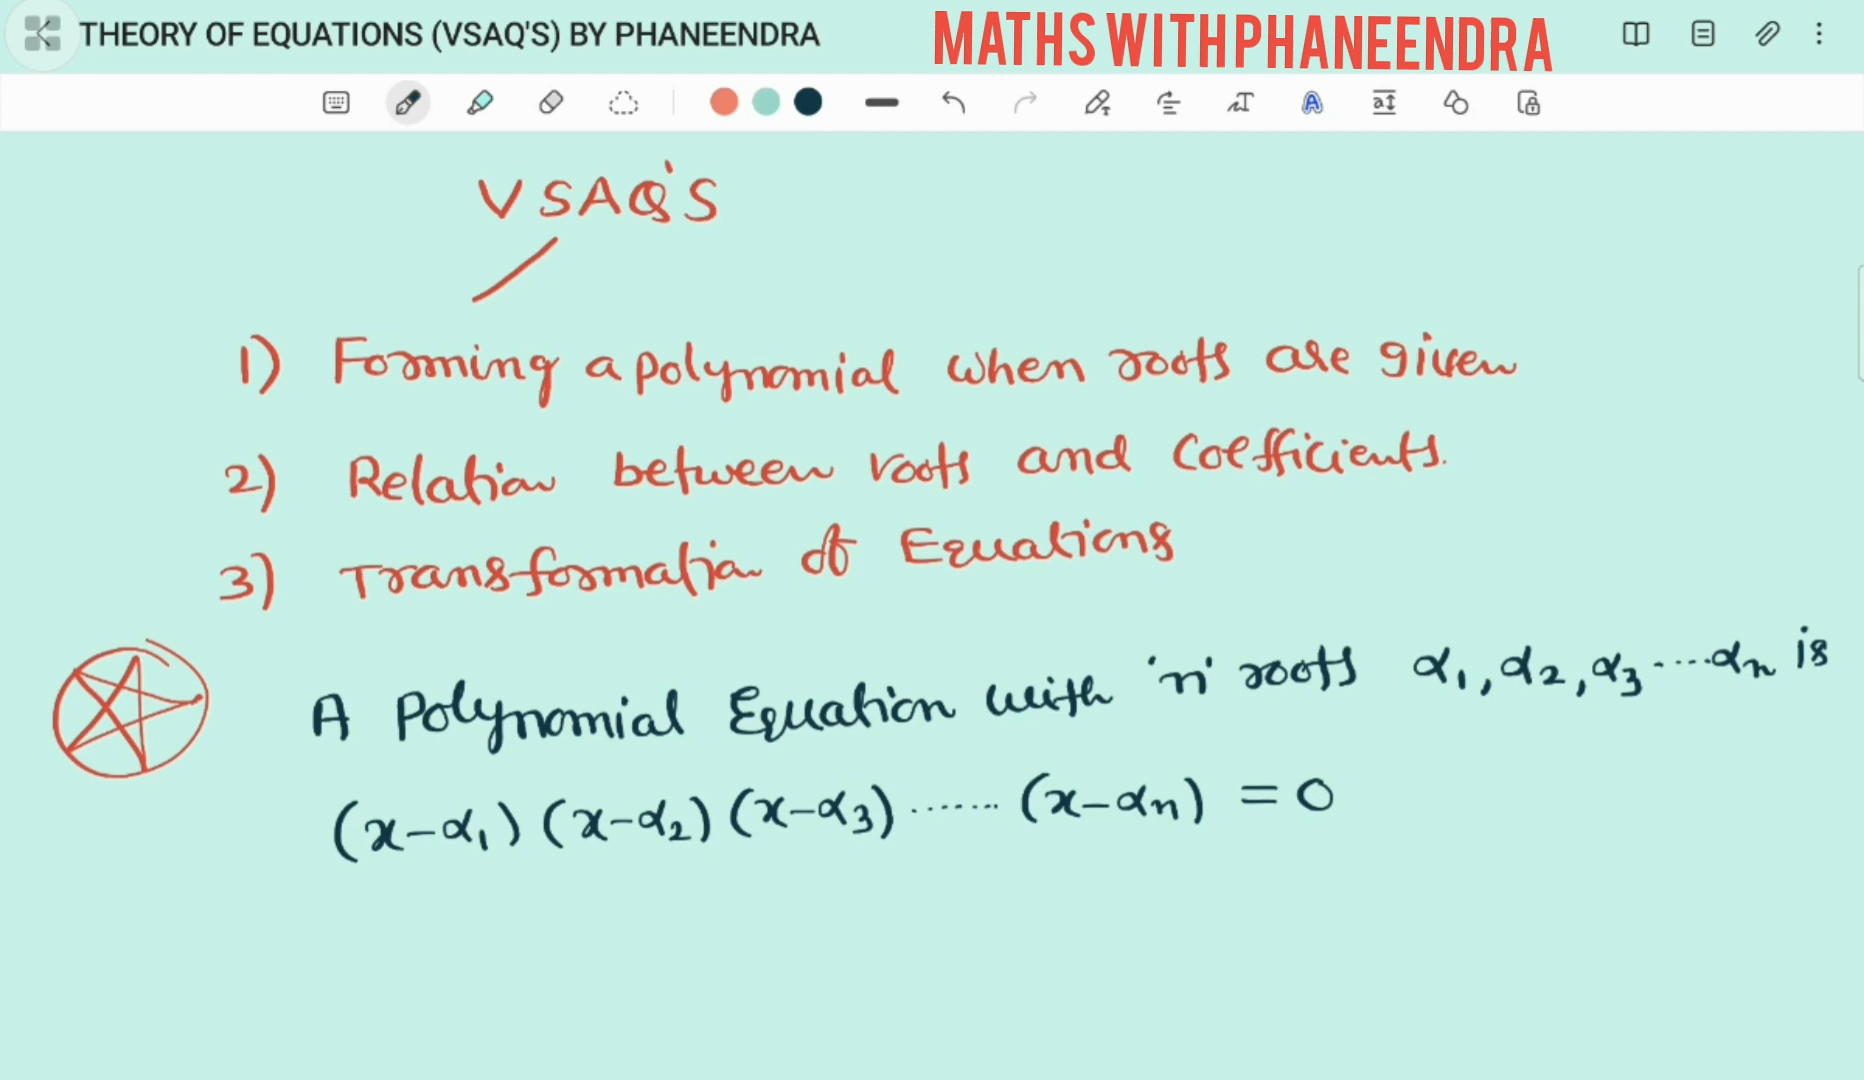 THEORY OF EQUATIONS (VSAQ'S) BY PHANEENDRA
MATHS WITH PHANEENDRA
VSAQ'S
1) Forming a polynomial when roots are given
2) Relation between roots and coefficients.
3) Transformation of Equations
A Polynomial Equation with 'n' roots α₁, α₂, α₃ ..... αₙ is
(x-α₁) (x-α₂) (x-α₃) ...... (x-αₙ) = 0